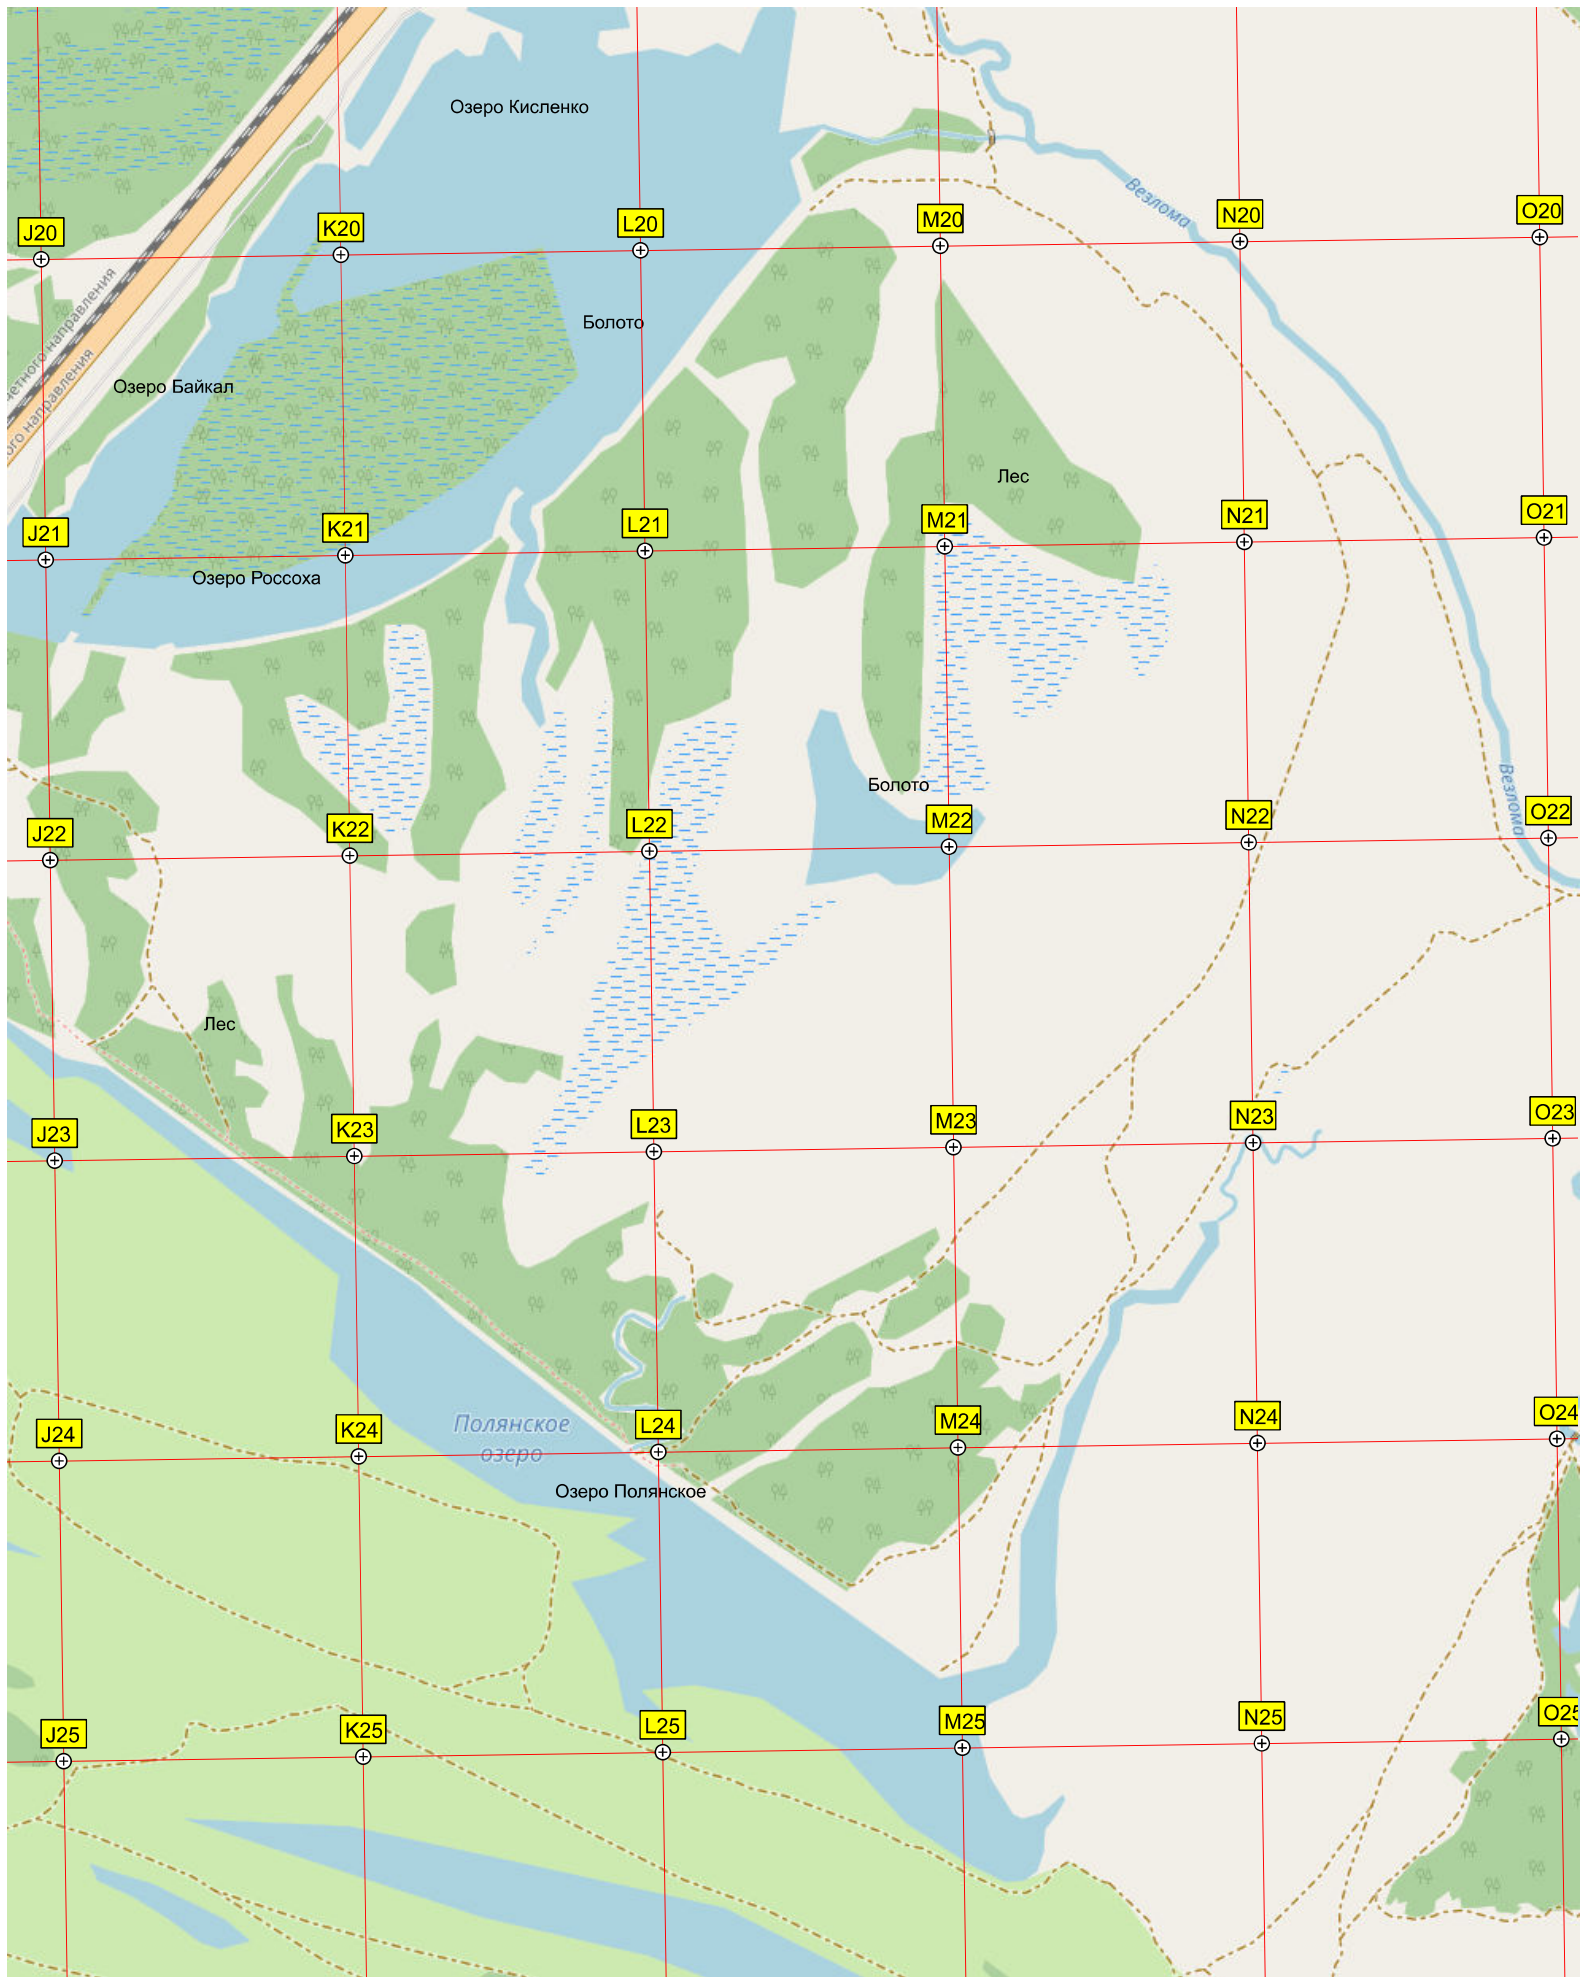 Озеро Кисленко
Везлома
J20
K20
L20
M20
N20
O20
четного направления
ого направления
Болото
Озеро Байкал
Лес
J21
K21
L21
M21
N21
O21
Озеро Россоха
Болото
Везлома
J22
K22
L22
M22
N22
O22
Лес
J23
K23
L23
M23
N23
O23
J24
K24
Полянское
озеро
L24
M24
N24
O24
Озеро Полянское
J25
K25
L25
M25
N25
O25